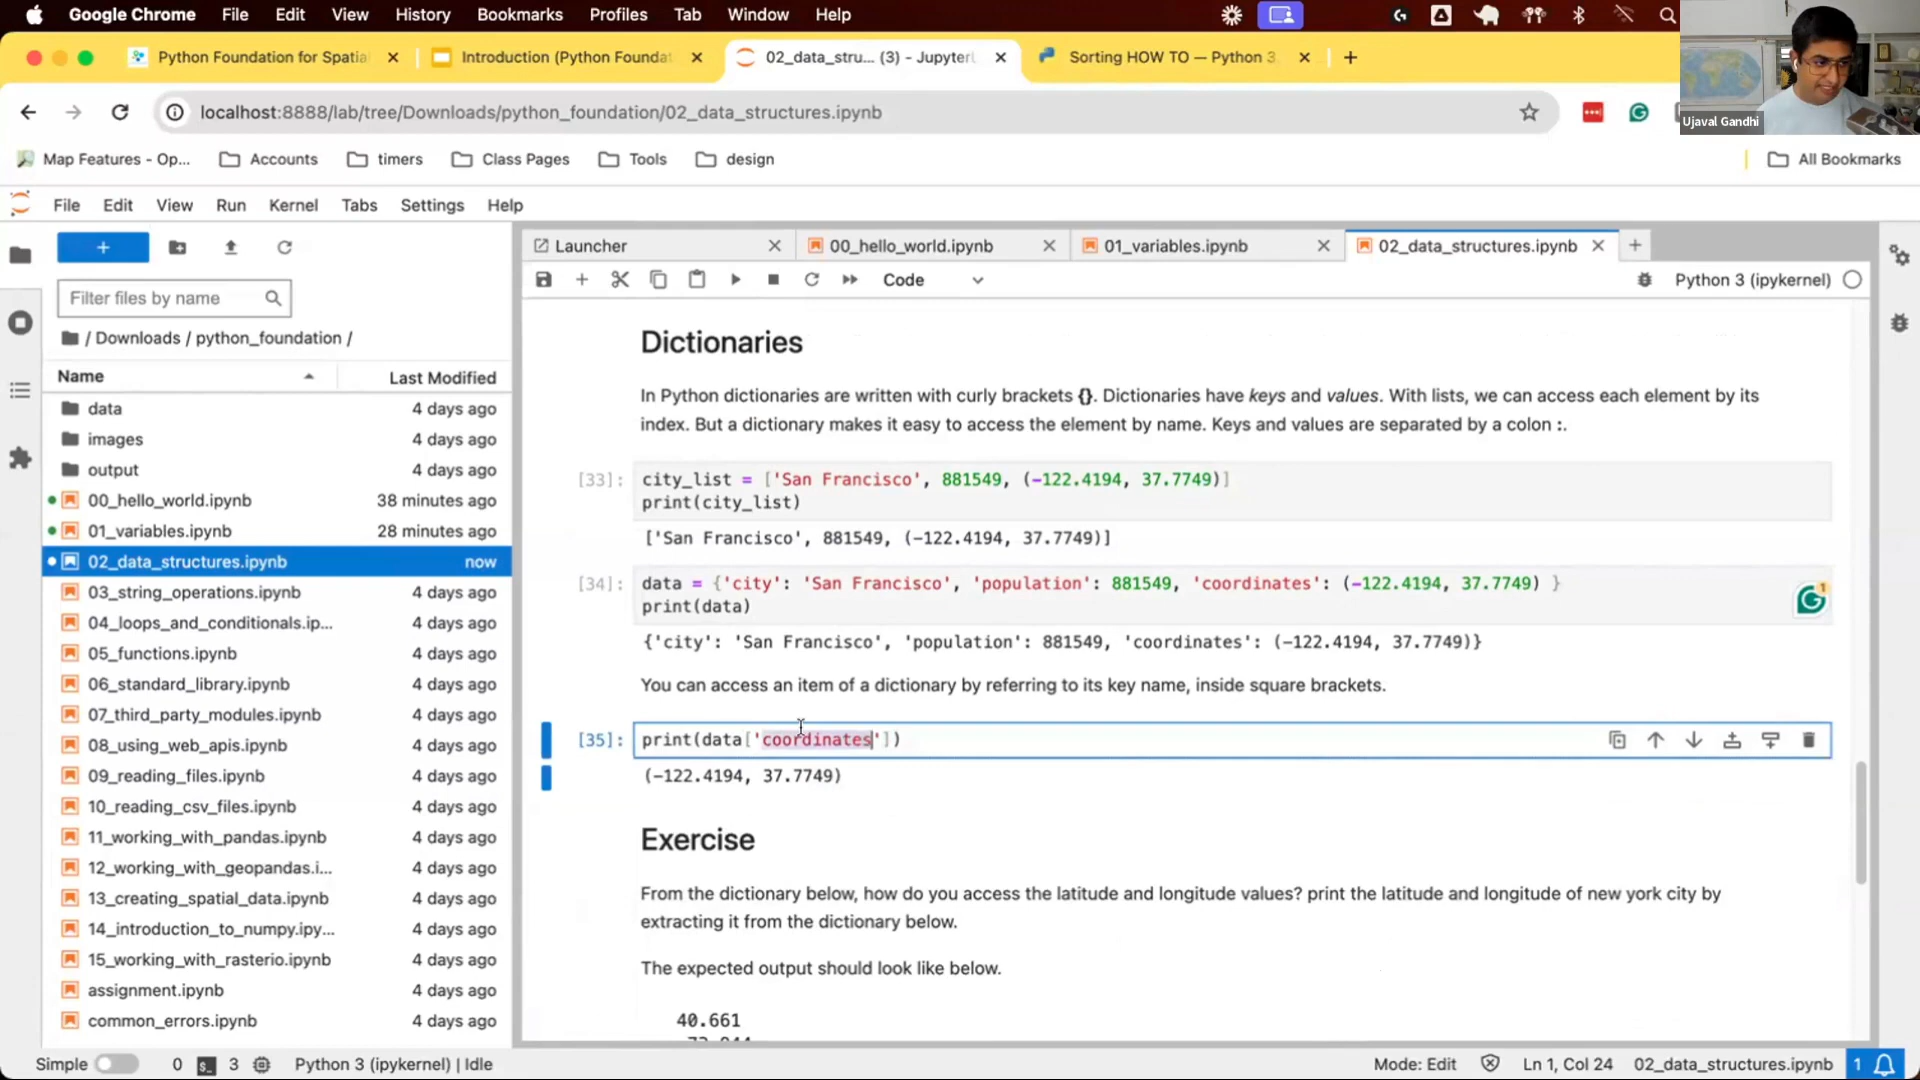 Google Chrome File Edit View History Bookmarks Profiles Tab Window Help
Python Foundation for Spatia
Introduction (Python Founda
02_data_stru... (3) - Jupyter
Sorting HOW TO — Python 3.
localhost:8888/lab/tree/Downloads/python_foundation/02_data_structures.ipynb
Ujaval Gandhi
Map Features - Op... Accounts timers Class Pages Tools design All Bookmarks
File Edit View Run Kernel Tabs Settings Help
Launcher 00_hello_world.ipynb 01_variables.ipynb 02_data_structures.ipynb
Filter files by name
Code Python 3 (ipykernel)
/ Downloads / python_foundation /
Name Last Modified
data 4 days ago
images 4 days ago
output 4 days ago
00_hello_world.ipynb 38 minutes ago
01_variables.ipynb 28 minutes ago
02_data_structures.ipynb now
03_string_operations.ipynb 4 days ago
04_loops_and_conditionals.ip... 4 days ago
05_functions.ipynb 4 days ago
06_standard_library.ipynb 4 days ago
07_third_party_modules.ipynb 4 days ago
08_using_web_apis.ipynb 4 days ago
09_reading_files.ipynb 4 days ago
10_reading_csv_files.ipynb 4 days ago
11_working_with_pandas.ipynb 4 days ago
12_working_with_geopandas.i... 4 days ago
13_creating_spatial_data.ipynb 4 days ago
14_introduction_to_numpy.ipy... 4 days ago
15_working_with_rasterio.ipynb 4 days ago
assignment.ipynb 4 days ago
common_errors.ipynb 4 days ago
Dictionaries
In Python dictionaries are written with curly brackets {}. Dictionaries have keys and values. With lists, we can access each element by its
index. But a dictionary makes it easy to access the element by name. Keys and values are separated by a colon :.
[33]: city_list = ['San Francisco', 881549, (-122.4194, 37.7749)]
print(city_list)
['San Francisco', 881549, (-122.4194, 37.7749)]
[34]: data = {'city': 'San Francisco', 'population': 881549, 'coordinates': (-122.4194, 37.7749) }
print(data)
{'city': 'San Francisco', 'population': 881549, 'coordinates': (-122.4194, 37.7749)}
You can access an item of a dictionary by referring to its key name, inside square brackets.
[35]: print(data['coordinates'])
(-122.4194, 37.7749)
Exercise
From the dictionary below, how do you access the latitude and longitude values? print the latitude and longitude of new york city by
extracting it from the dictionary below.
The expected output should look like below.
40.661
Simple 0 3 Python 3 (ipykernel) | Idle Mode: Edit Ln 1, Col 24 02_data_structures.ipynb 1